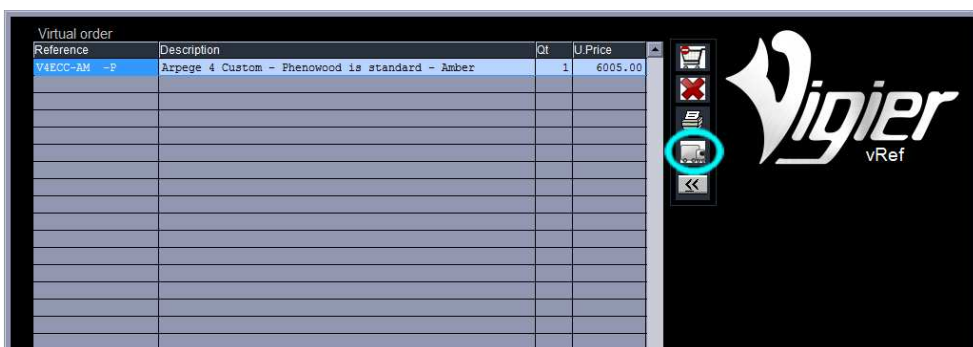 Virtual order
Reference Description Qt U.Price
V4ECC-AM -P Arpege 4 Custom - Phenowood is standard - Amber 1 6005.00
Vigier
vRef